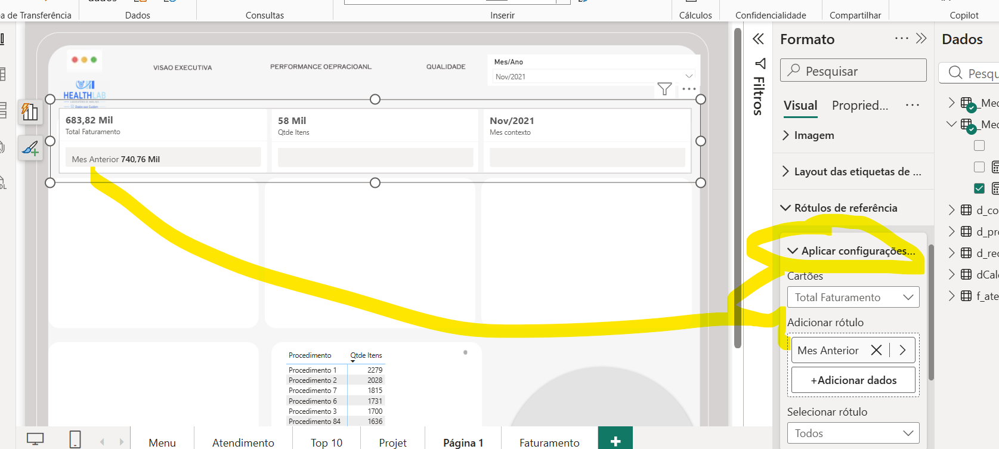 dados
a de Transferência
Dados
Consultas
Inserir
Cálculos
Confidencialidade
Compartilhar
Copilot
VISAO EXECUTIVA
PERFORMANCE OEPRACIOANL
QUALIDADE
Mes/Ano
Nov/2021
HEALTHLAB
683,82 Mil
Total Faturamento
Mes Anterior 740,76 Mil
58 Mil
Qtde Itens
Nov/2021
Mes contexto
Procedimento Qtde Itens
Procedimento 1 2279
Procedimento 2 2028
Procedimento 7 1815
Procedimento 6 1731
Procedimento 3 1700
Procedimento 84 1636
Menu
Atendimento
Top 10
Projet
Página 1
Faturamento
+
Filtros
Formato
Pesquisar
Visual
Propried...
Imagem
Layout das etiquetas de ...
Rótulos de referência
Aplicar configurações...
Cartões
Total Faturamento
Adicionar rótulo
Mes Anterior
+Adicionar dados
Selecionar rótulo
Todos
Dados
Pesqu
_Med
_Med
d_co
d_pro
d_rec
dCale
f_ate